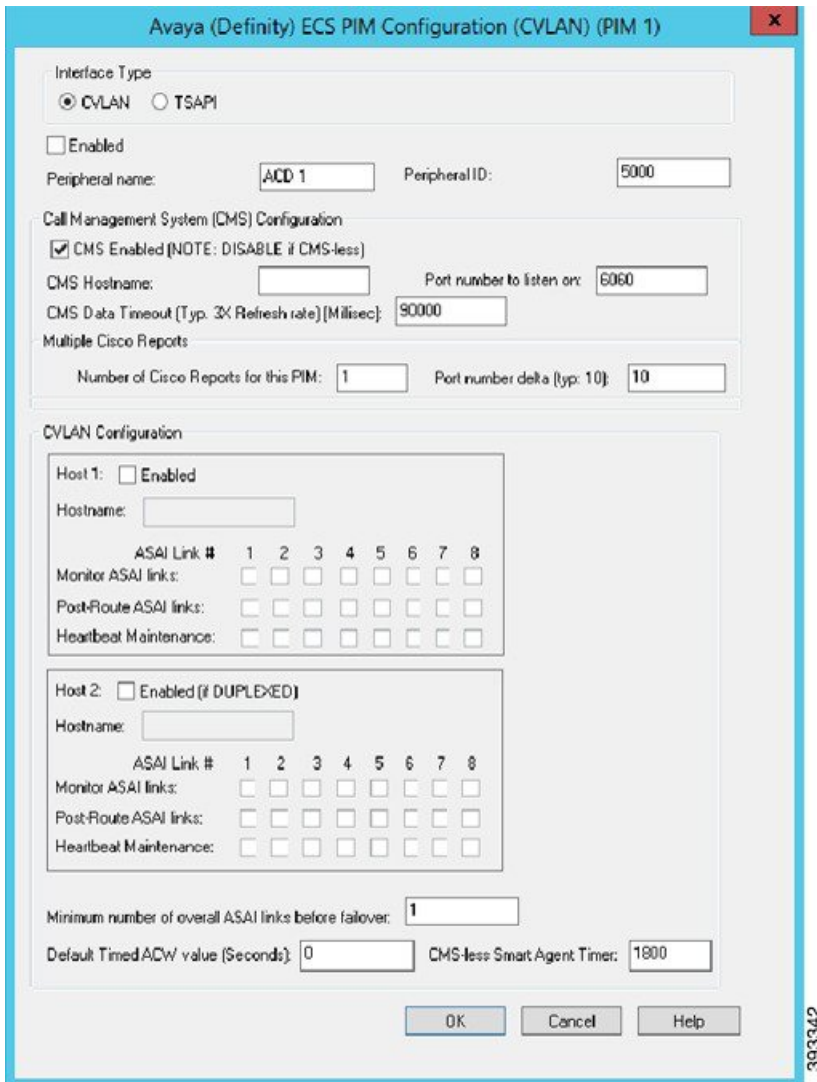 Avaya (Definity) ECS PIM Configuration (CVLAN) (PIM 1)
x
Interface Type
CVLAN TSAPI
Enabled
Peripheral name: ACD 1 Peripheral ID: 5000
Call Management System (CMS) Configuration
CMS Enabled (NOTE: DISABLE if CMS-less)
CMS Hostname: Port number to listen on: 6060
CMS Data Timeout (Typ. 3X Refresh rate) (Millisec): 90000
Multiple Cisco Reports
Number of Cisco Reports for this PIM: 1 Port number delta (typ: 10): 10
CVLAN Configuration
Host 1: Enabled
Hostname:
ASAI Link # 1 2 3 4 5 6 7 8
Monitor ASAI links:
Post-Route ASAI links:
Heartbeat Maintenance:
Host 2: Enabled (if DUPLEXED)
Hostname:
ASAI Link # 1 2 3 4 5 6 7 8
Monitor ASAI links:
Post-Route ASAI links:
Heartbeat Maintenance:
Minimum number of overall ASAI links before failover: 1
Default Timed ACW value (Seconds): 0 CMS-less Smart Agent Timer: 1800
OK Cancel Help
393342